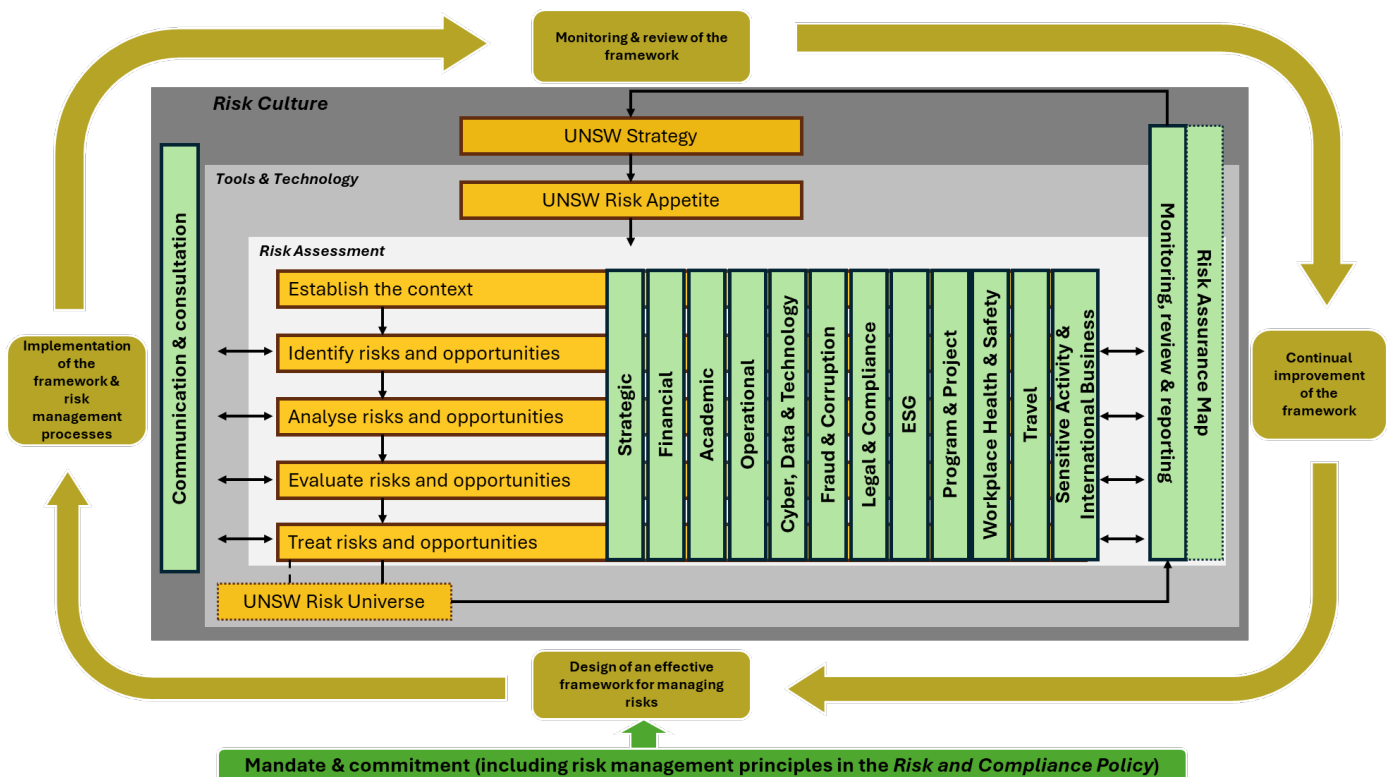 Monitoring & review of the
framework
Risk Culture
UNSW Strategy
Tools & Technology
UNSW Risk Appetite
Risk Assessment
Establish the context
Identify risks and opportunities
Analyse risks and opportunities
Evaluate risks and opportunities
Treat risks and opportunities
UNSW Risk Universe
Communication & consultation
Strategic
Financial
Academic
Operational
Cyber, Data & Technology
Fraud & Corruption
Legal & Compliance
ESG
Program & Project
Workplace Health & Safety
Travel
Sensitive Activity &
International Business
Monitoring, review & reporting
Risk Assurance Map
Implementation
of the
framework &
risk
management
processes
Continual
improvement
of the
framework
Design of an effective
framework for managing
risks
Mandate & commitment (including risk management principles in the Risk and Compliance Policy)